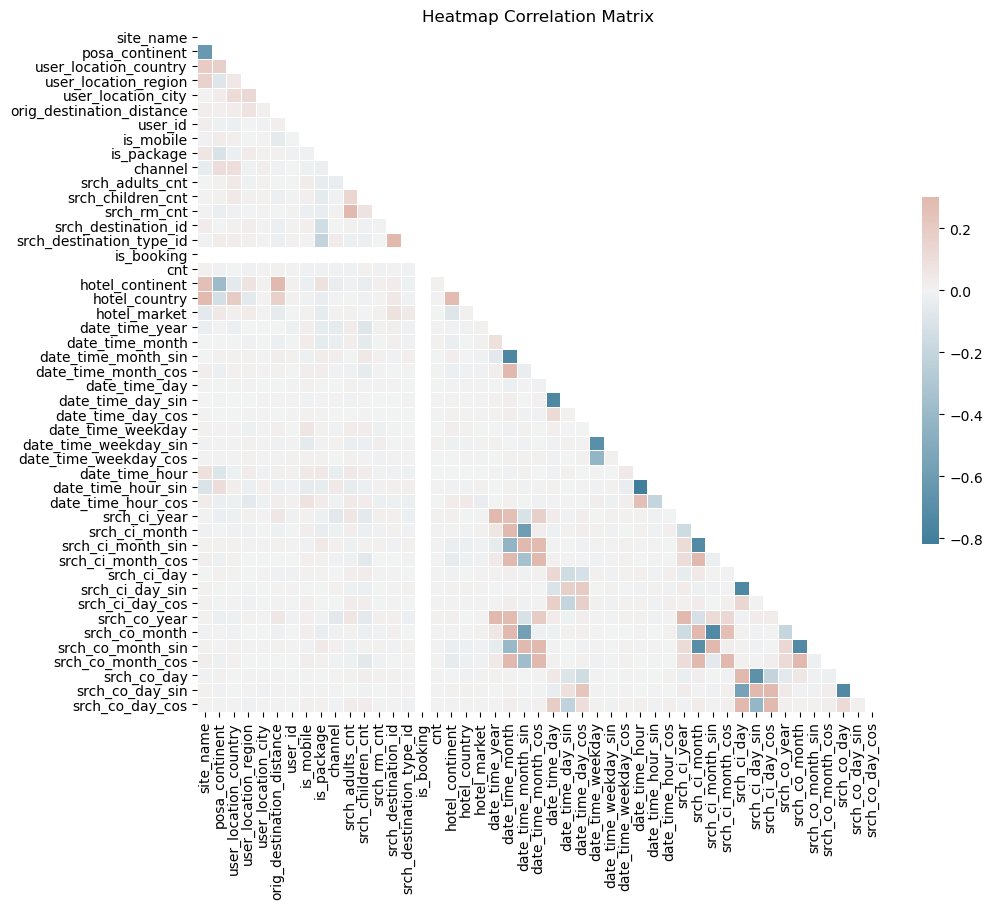 Heatmap Correlation Matrix
site_name
posa_continent
user_location_country
user_location_region
user_location_city
orig_destination_distance
user_id
is_mobile
is_package
channel
srch_adults_cnt
srch_children_cnt
srch_rm_cnt
srch_destination_id
srch_destination_type_id
is_booking
cnt
hotel_continent
hotel_country
hotel_market
date_time_year
date_time_month
date_time_month_sin
date_time_month_cos
date_time_day
date_time_day_sin
date_time_day_cos
date_time_weekday
date_time_weekday_sin
date_time_weekday_cos
date_time_hour
date_time_hour_sin
date_time_hour_cos
srch_ci_year
srch_ci_month
srch_ci_month_sin
srch_ci_month_cos
srch_ci_day
srch_ci_day_sin
srch_ci_day_cos
srch_co_year
srch_co_month
srch_co_month_sin
srch_co_month_cos
srch_co_day
srch_co_day_sin
srch_co_day_cos
site_name
posa_continent
user_location_country
user_location_region
user_location_city
orig_destination_distance
user_id
is_mobile
is_package
channel
srch_adults_cnt
srch_children_cnt
srch_rm_cnt
srch_destination_id
srch_destination_type_id
is_booking
cnt
hotel_continent
hotel_country
hotel_market
date_time_year
date_time_month
date_time_month_sin
date_time_month_cos
date_time_day
date_time_day_sin
date_time_day_cos
date_time_weekday
date_time_weekday_sin
date_time_weekday_cos
date_time_hour
date_time_hour_sin
date_time_hour_cos
srch_ci_year
srch_ci_month
srch_ci_month_sin
srch_ci_month_cos
srch_ci_day
srch_ci_day_sin
srch_ci_day_cos
srch_co_year
srch_co_month
srch_co_month_sin
srch_co_month_cos
srch_co_day
srch_co_day_sin
srch_co_day_cos
0.2
0.0
−0.2
−0.4
−0.6
−0.8